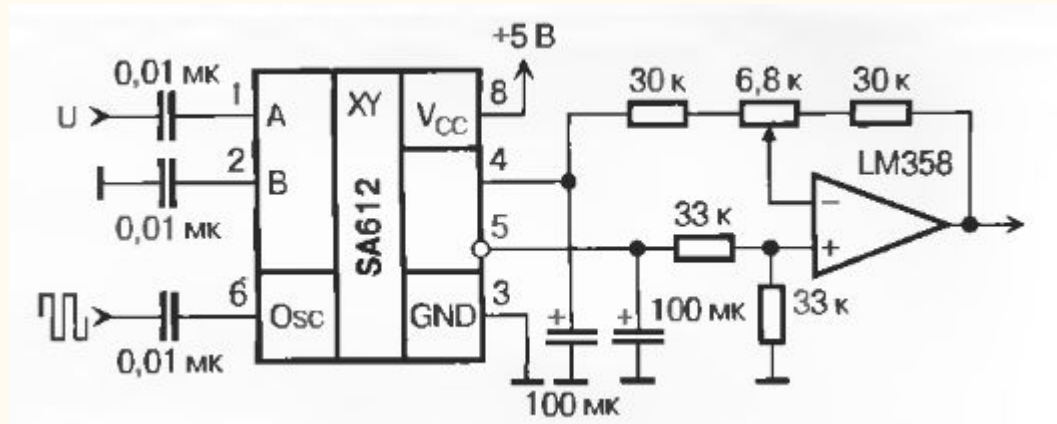 +5 В
0,01 мк
U
1
A
XY
VCC
8
30 к
6,8 к
30 к
2
B
0,01 мк
4
LM358
SA612
5
33 к
−
+
6
Osc
GND
3
0,01 мк
+
+
100 мк
33 к
100 мк